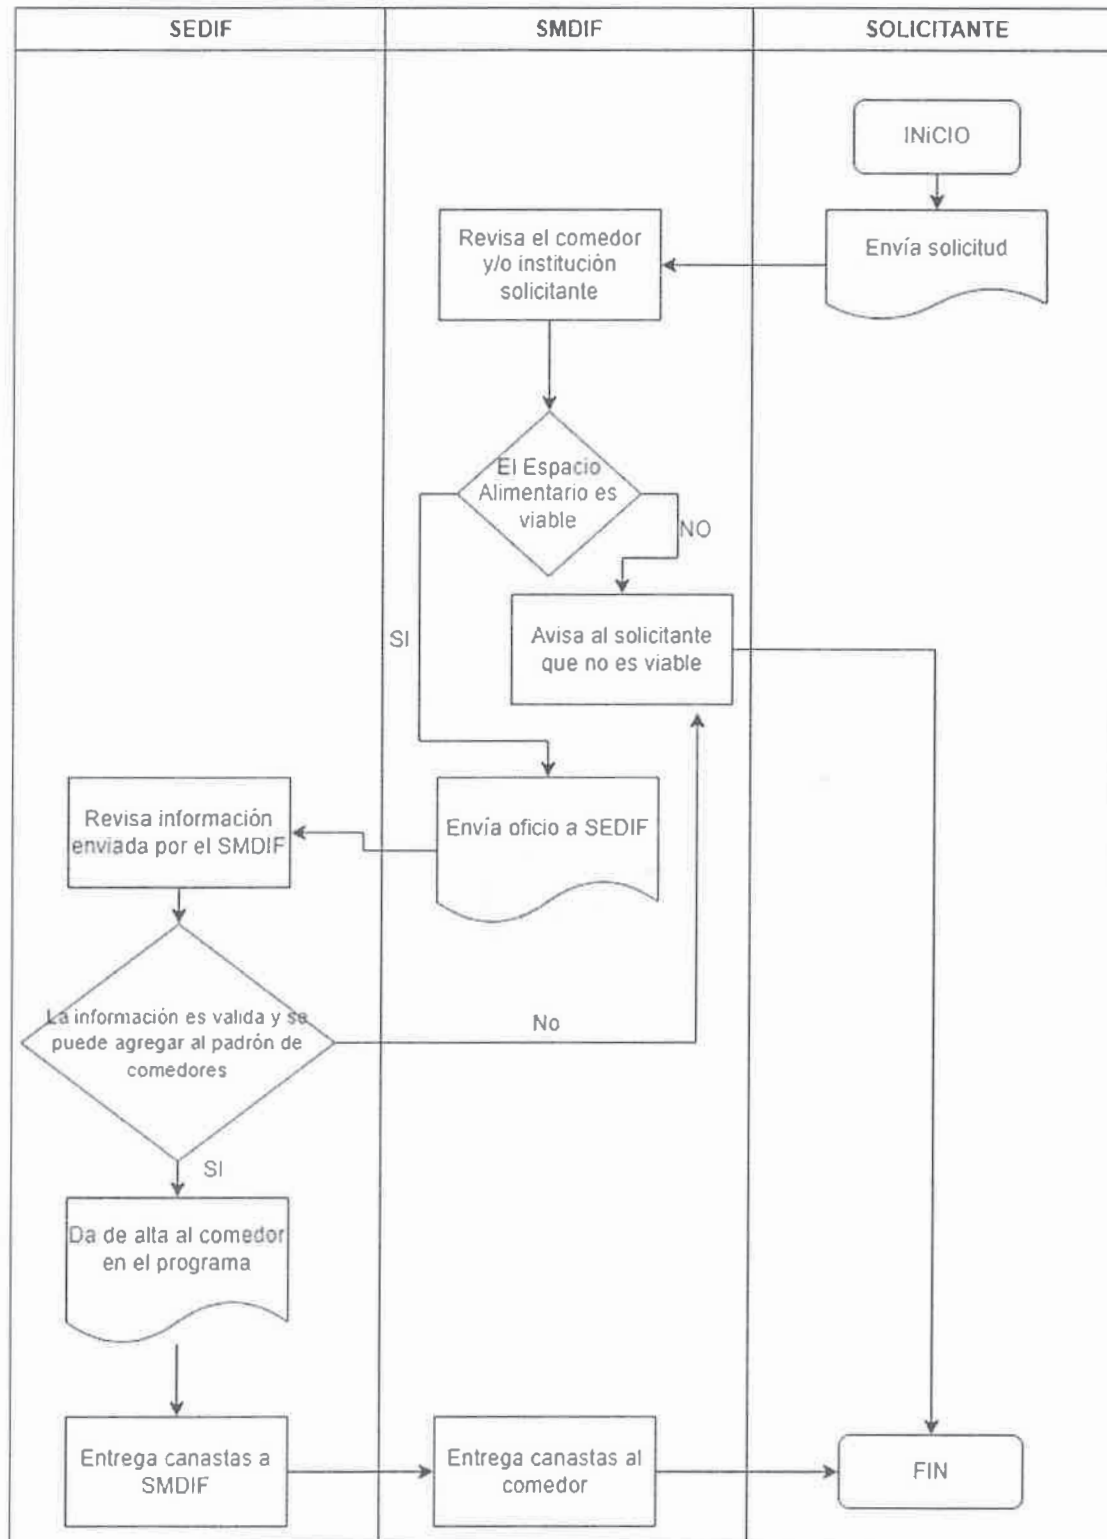 SEDIF
SMDIF
SOLICITANTE
INiCIO
Envía solicitud
Revisa el comedor
y/o institución
solicitante
El Espacio
Alimentario es
viable
NO
SI
Avisa al solicitante
que no es viable
Envía oficio a SEDIF
Revisa información
enviada por el SMDIF
La información es valida y se
puede agregar al padrón de
comedores
No
SI
Da de alta al comedor
en el programa
Entrega canastas a
SMDIF
Entrega canastas al
comedor
FIN